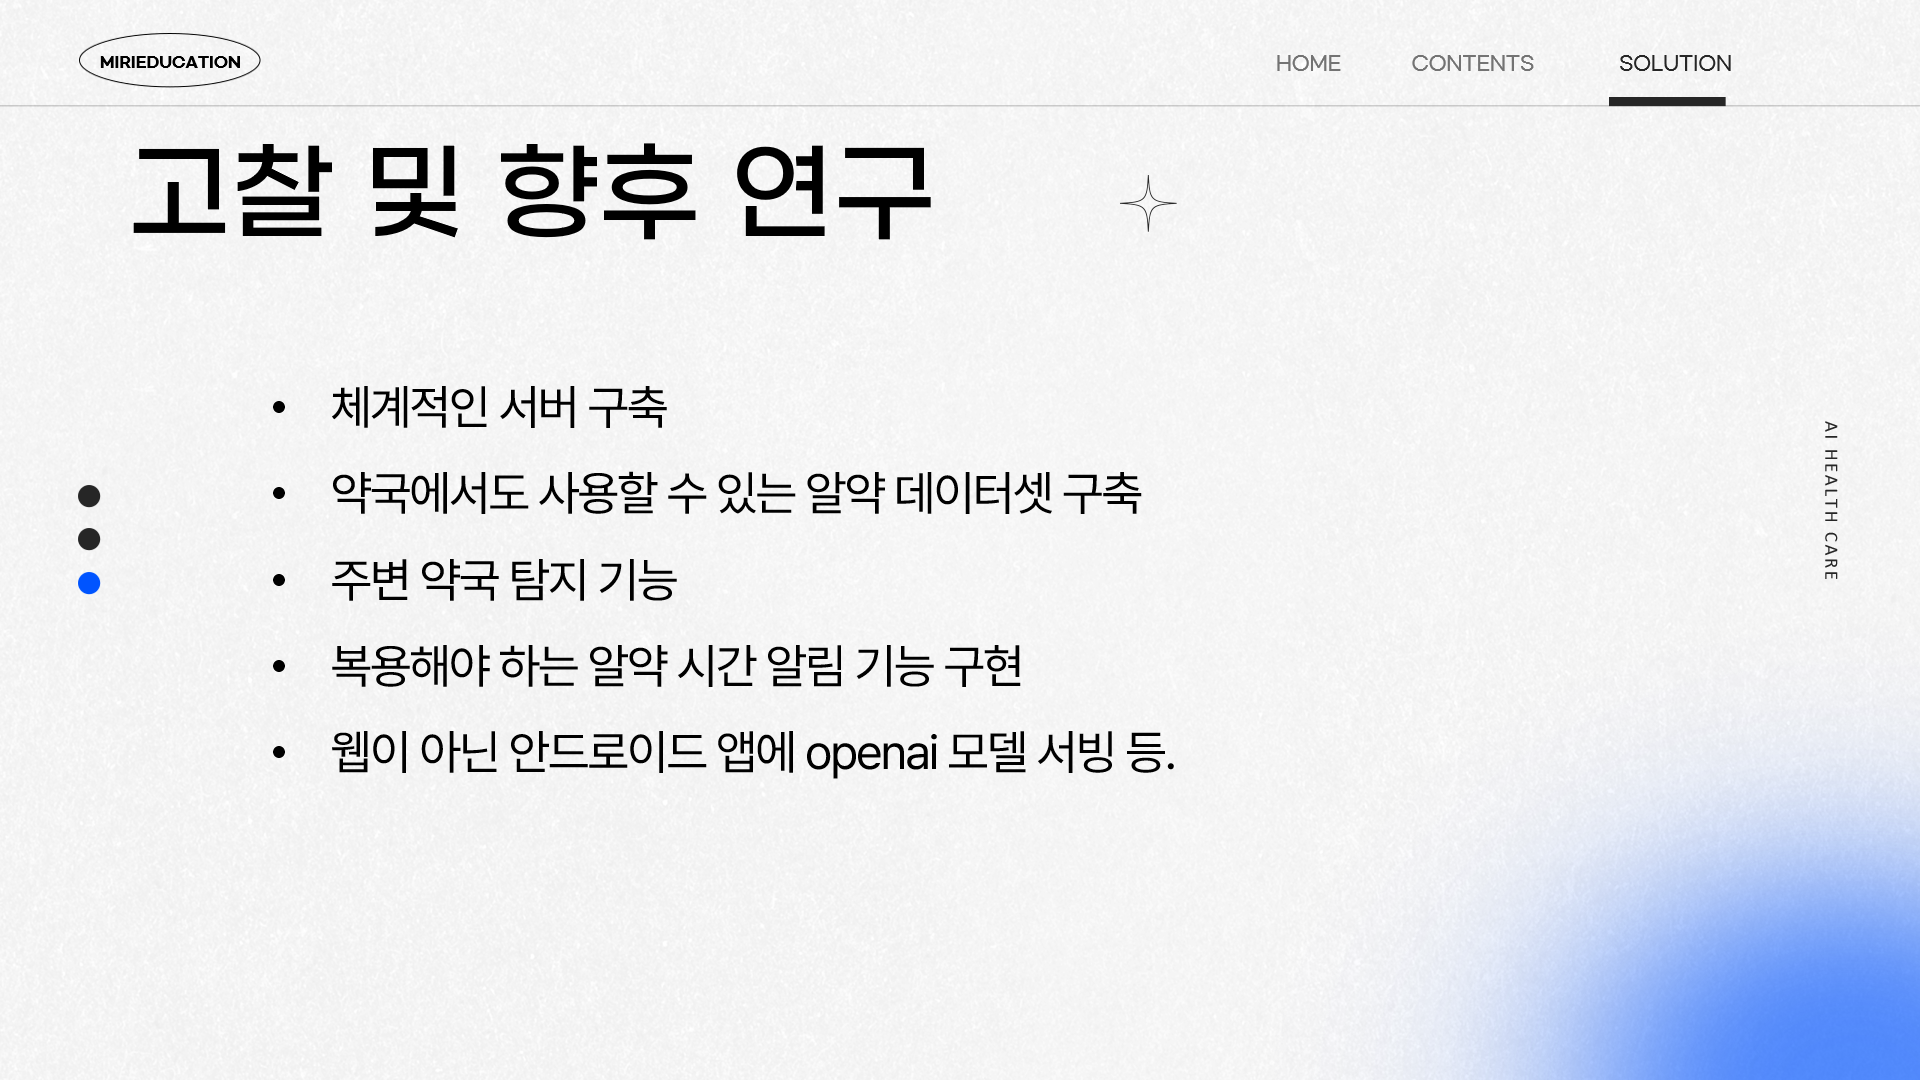 MIRIEDUCATION
HOME CONTENTS SOLUTION
고찰 및 향후 연구
• 체계적인 서버 구축
• 약국에서도 사용할 수 있는 알약 데이터셋 구축
• 주변 약국 탐지 기능
• 복용해야 하는 알약 시간 알림 기능 구현
• 웹이 아닌 안드로이드 앱에 openai 모델 서빙 등.
AI HEALTH CARE